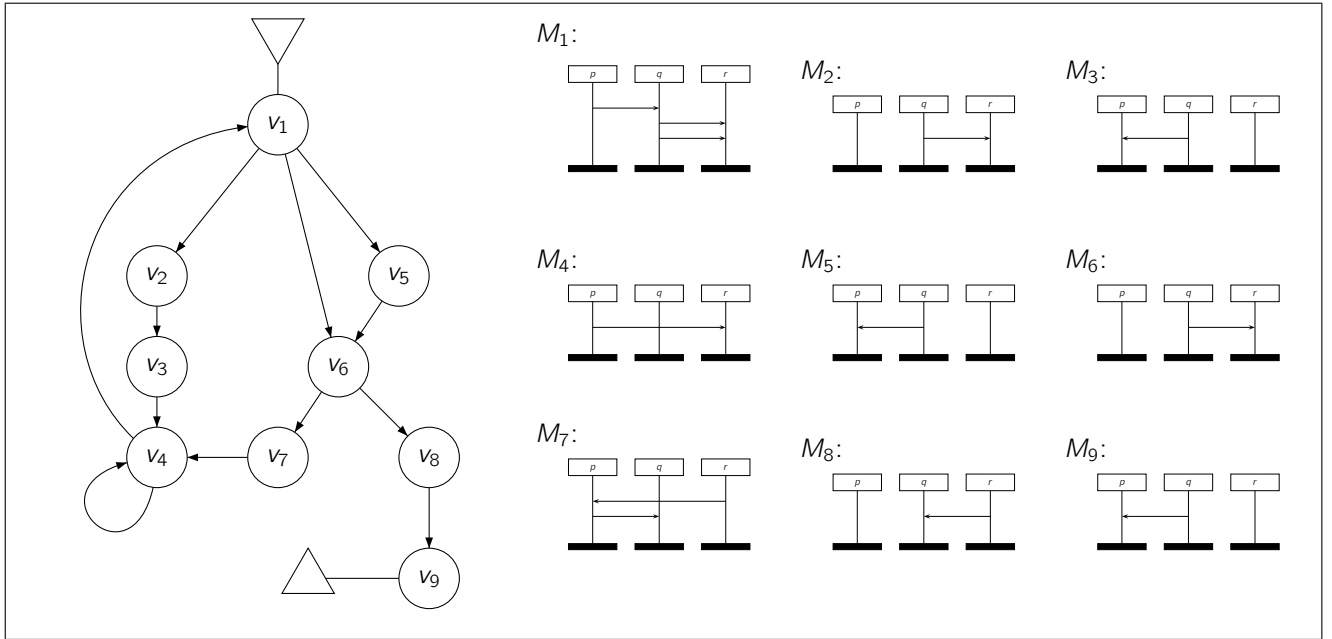 v₁
v₂
v₅
v₃
v₆
v₄
v₇
v₈
v₉
M₁:
p q r
M₂:
p q r
M₃:
p q r
M₄:
p q r
M₅:
p q r
M₆:
p q r
M₇:
p q r
M₈:
p q r
M₉:
p q r